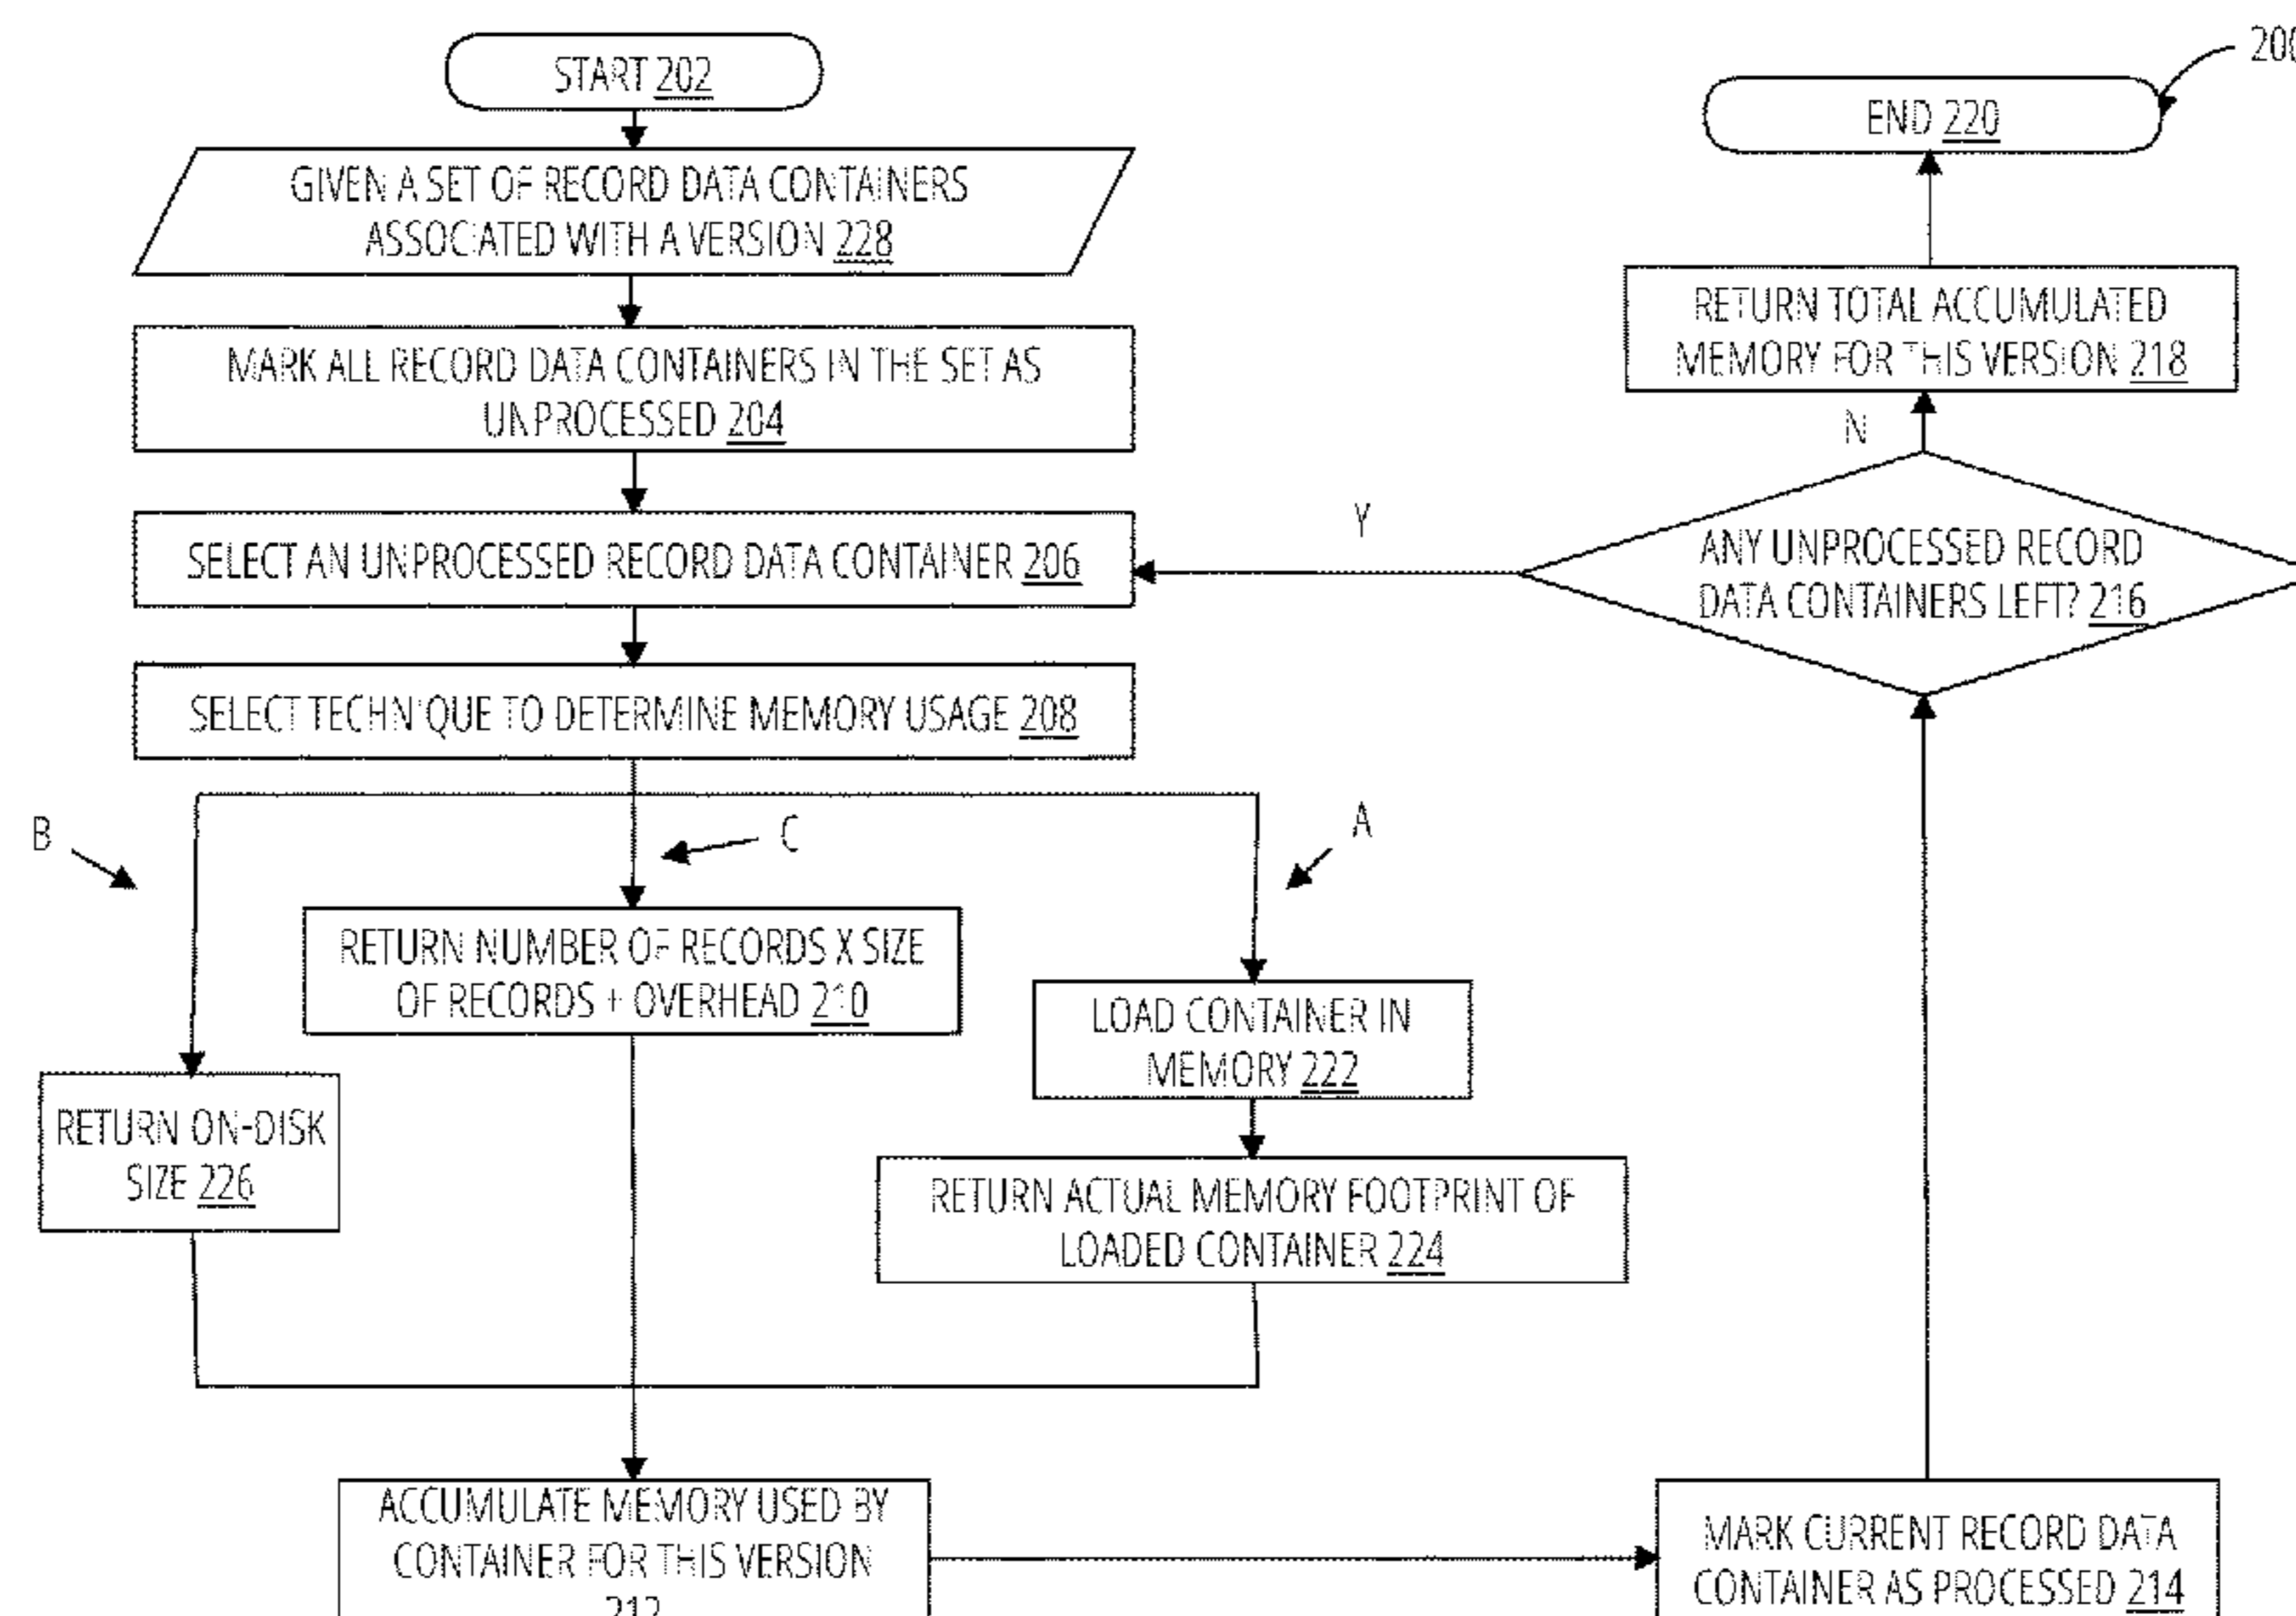 START 202
GIVEN A SET OF RECORD DATA CONTAINERS
ASSOCIATED WITH A VERSION 228
MARK ALL RECORD DATA CONTAINERS IN THE SET AS
UNPROCESSED 204
SELECT AN UNPROCESSED RECORD DATA CONTAINER 206
SELECT TECHNIQUE TO DETERMINE MEMORY USAGE 208
B
C
A
RETURN NUMBER OF RECORDS X SIZE
OF RECORDS + OVERHEAD 210
LOAD CONTAINER IN
MEMORY 222
RETURN ON-DISK
SIZE 226
RETURN ACTUAL MEMORY FOOTPRINT OF
LOADED CONTAINER 224
ACCUMULATE MEMORY USED BY
CONTAINER FOR THIS VERSION
212
MARK CURRENT RECORD DATA
CONTAINER AS PROCESSED 214
ANY UNPROCESSED RECORD
DATA CONTAINERS LEFT? 216
Y
N
RETURN TOTAL ACCUMULATED
MEMORY FOR THIS VERSION 218
END 220
200